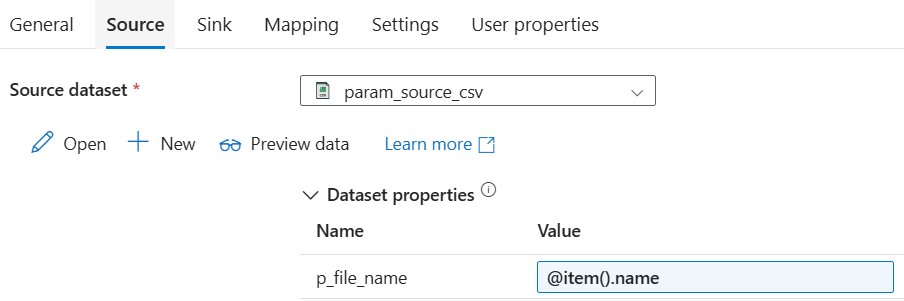 General Source Sink Mapping Settings User properties
Source dataset * param_source_csv
Open New Preview data Learn more
Dataset properties
Name Value
p_file_name @item().name